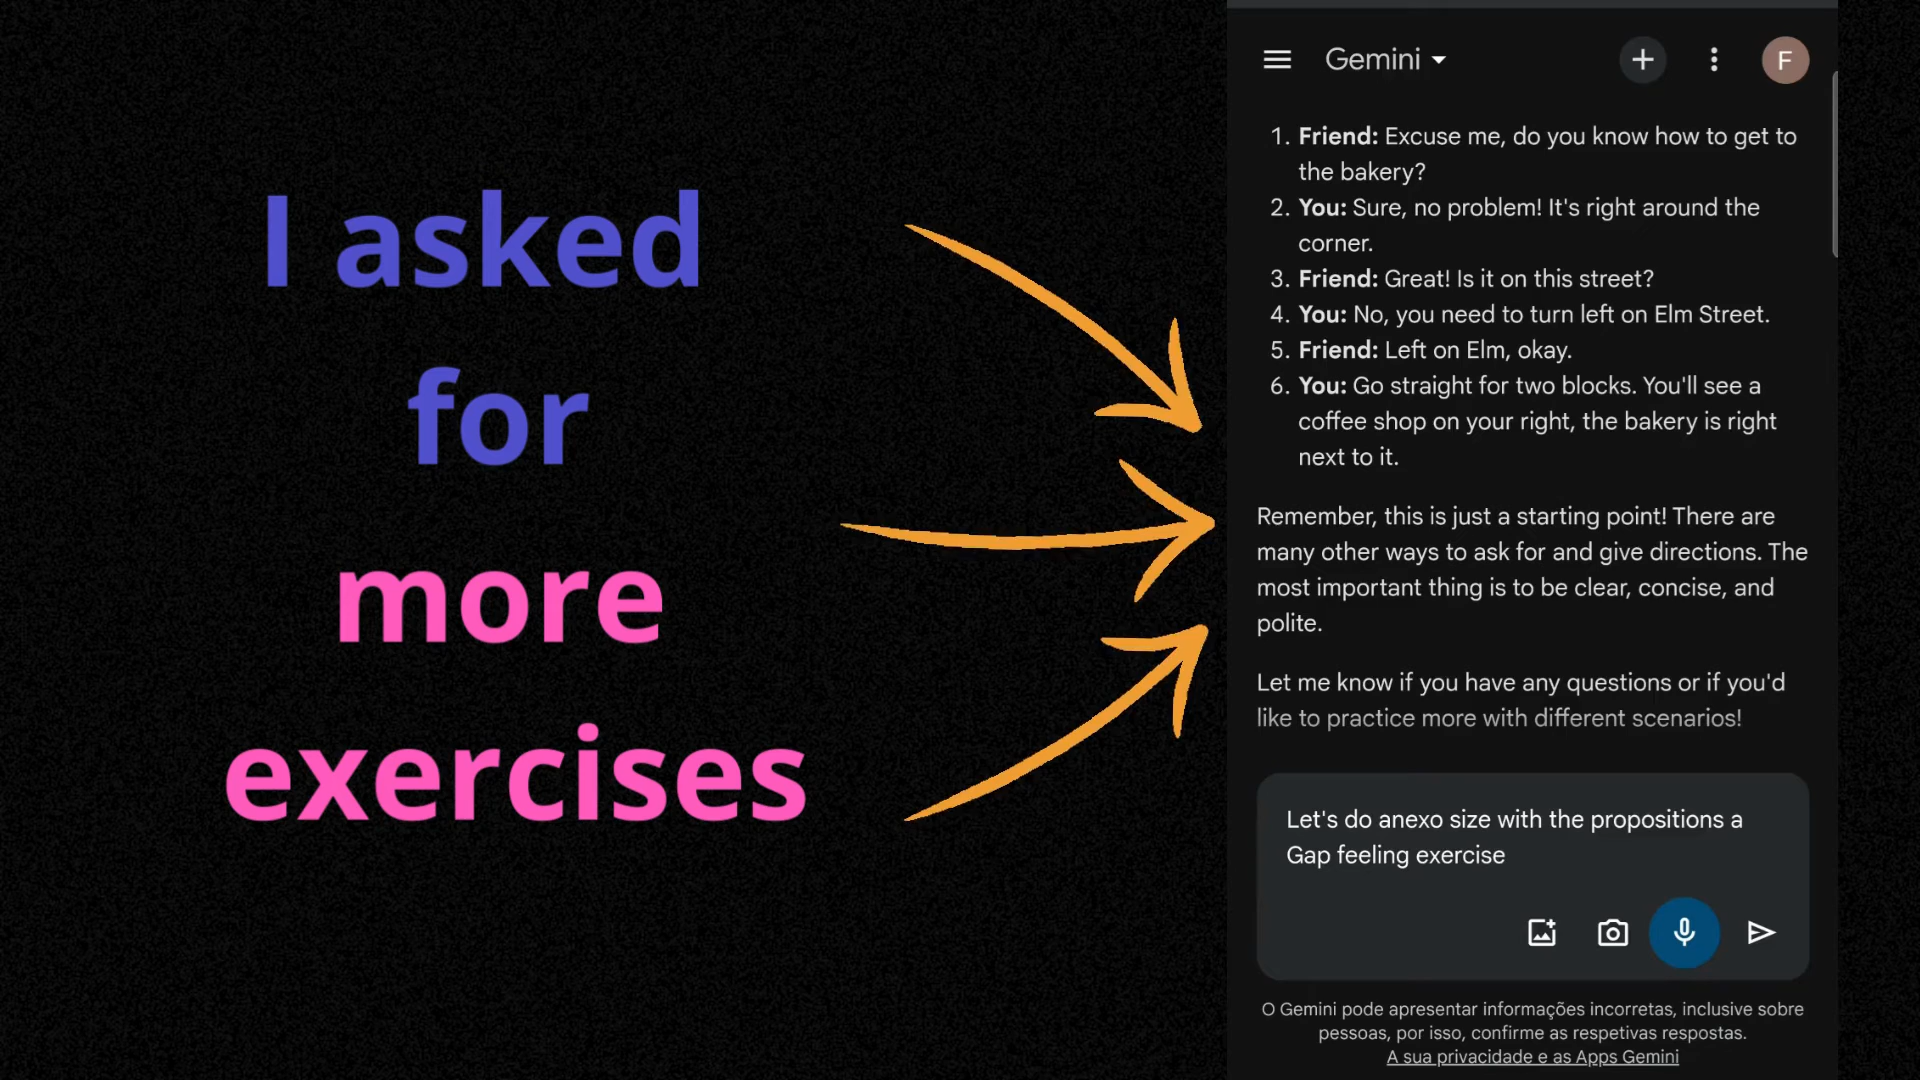 I asked
for
more
exercises
Gemini
F
1. Friend: Excuse me, do you know how to get to
the bakery?
2. You: Sure, no problem! It's right around the
corner.
3. Friend: Great! Is it on this street?
4. You: No, you need to turn left on Elm Street.
5. Friend: Left on Elm, okay.
6. You: Go straight for two blocks. You'll see a
coffee shop on your right, the bakery is right
next to it.
Remember, this is just a starting point! There are
many other ways to ask for and give directions. The
most important thing is to be clear, concise, and
polite.
Let me know if you have any questions or if you'd
like to practice more with different scenarios!
Let's do anexo size with the propositions a
Gap feeling exercise
O Gemini pode apresentar informações incorretas, inclusive sobre
pessoas, por isso, confirme as respetivas respostas.
A sua privacidade e as Apps Gemini